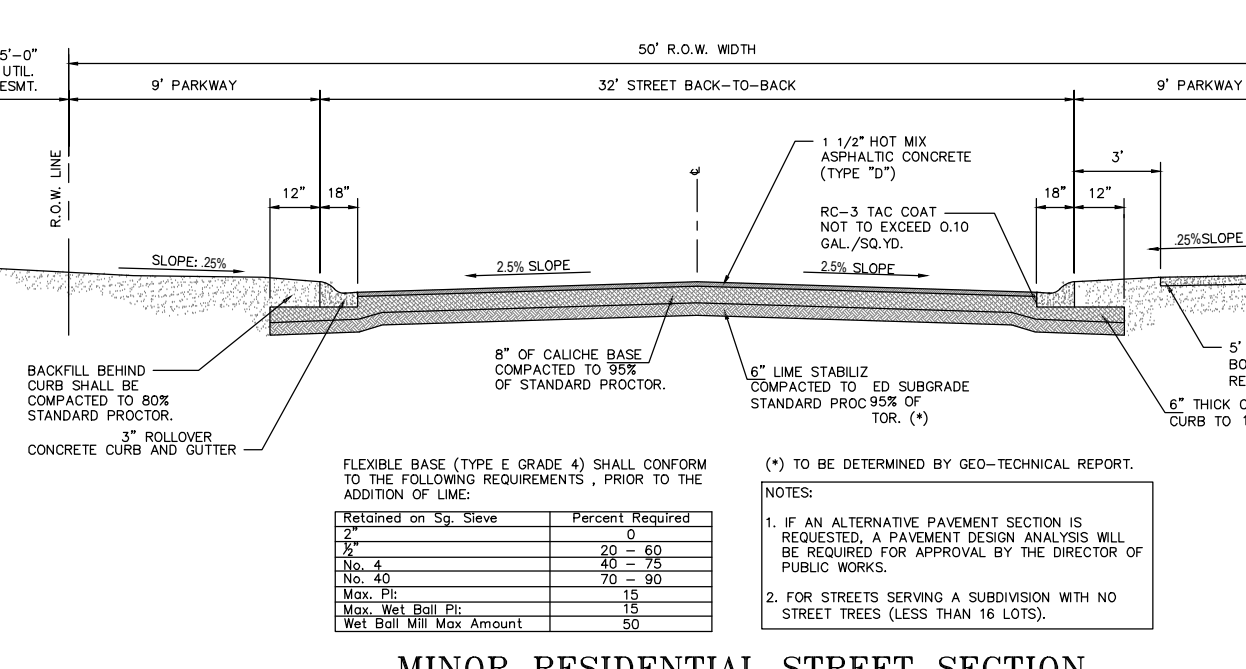 5'-0"
UTIL.
ESMT.
50' R.O.W. WIDTH
9' PARKWAY
32' STREET BACK-TO-BACK
9' PARKWAY
R.O.W. LINE
12"
18"
1 1/2" HOT MIX
ASPHALTIC CONCRETE
(TYPE "D")
RC-3 TAC COAT
NOT TO EXCEED 0.10
GAL./SQ.YD.
18"
12"
3'
SLOPE: .25%
2.5% SLOPE
2.5% SLOPE
.25%SLOPE
BACKFILL BEHIND
CURB SHALL BE
COMPACTED TO 80%
STANDARD PROCTOR.
3" ROLLOVER
CONCRETE CURB AND GUTTER
8" OF CALICHE BASE
COMPACTED TO 95%
OF STANDARD PROCTOR.
6" LIME STABILIZ
COMPACTED TO ED SUBGRADE
STANDARD PROC 95% OF
TOR. (*)
5'
BO
RE
6" THICK C
CURB TO 1
FLEXIBLE BASE (TYPE E GRADE 4) SHALL CONFORM
TO THE FOLLOWING REQUIREMENTS , PRIOR TO THE
ADDITION OF LIME:
Retained on Sg. Sieve Percent Required
2" 0
½" 20 - 60
No. 4 40 - 75
No. 40 70 - 90
Max. PI: 15
Max. Wet Ball PI: 15
Wet Ball Mill Max Amount 50
(*) TO BE DETERMINED BY GEO-TECHNICAL REPORT.
NOTES:
1. IF AN ALTERNATIVE PAVEMENT SECTION IS
REQUESTED, A PAVEMENT DESIGN ANALYSIS WILL
BE REQUIRED FOR APPROVAL BY THE DIRECTOR OF
PUBLIC WORKS.
2. FOR STREETS SERVING A SUBDIVISION WITH NO
STREET TREES (LESS THAN 16 LOTS).
MINOR RESIDENTIAL STREET SECTION